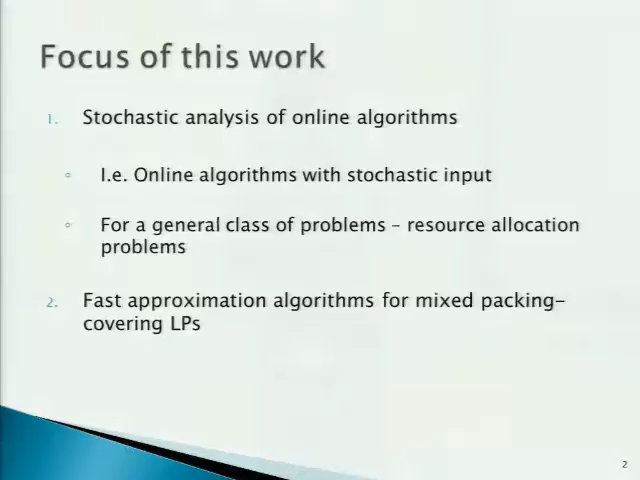 Focus of this work
1. Stochastic analysis of online algorithms
◦ I.e. Online algorithms with stochastic input
◦ For a general class of problems – resource allocation
problems
2. Fast approximation algorithms for mixed packing-
covering LPs
2